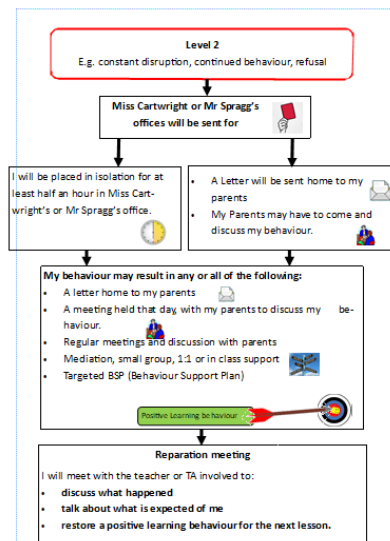 Level 2
E.g. constant disruption, continued behaviour, refusal
Miss Cartwright or Mr Spragg's
offices will be sent for
I will be placed in isolation for at
least half an hour in Miss Cart-
wright's or Mr Spragg's office.
• A Letter will be sent home to my
parents
• My Parents may have to come and
discuss my behaviour.
My behaviour may result in any or all of the following:
• A letter home to my parents
• A meeting held that day, with my parents to discuss my be-
haviour.
• Regular meetings and discussion with parents
• Mediation, small group, 1:1 or in class support
• Targeted BSP (Behaviour Support Plan)
Positive Learning behaviour
Reparation meeting
I will meet with the teacher or TA involved to:
• discuss what happened
• talk about what is expected of me
• restore a positive learning behaviour for the next lesson.